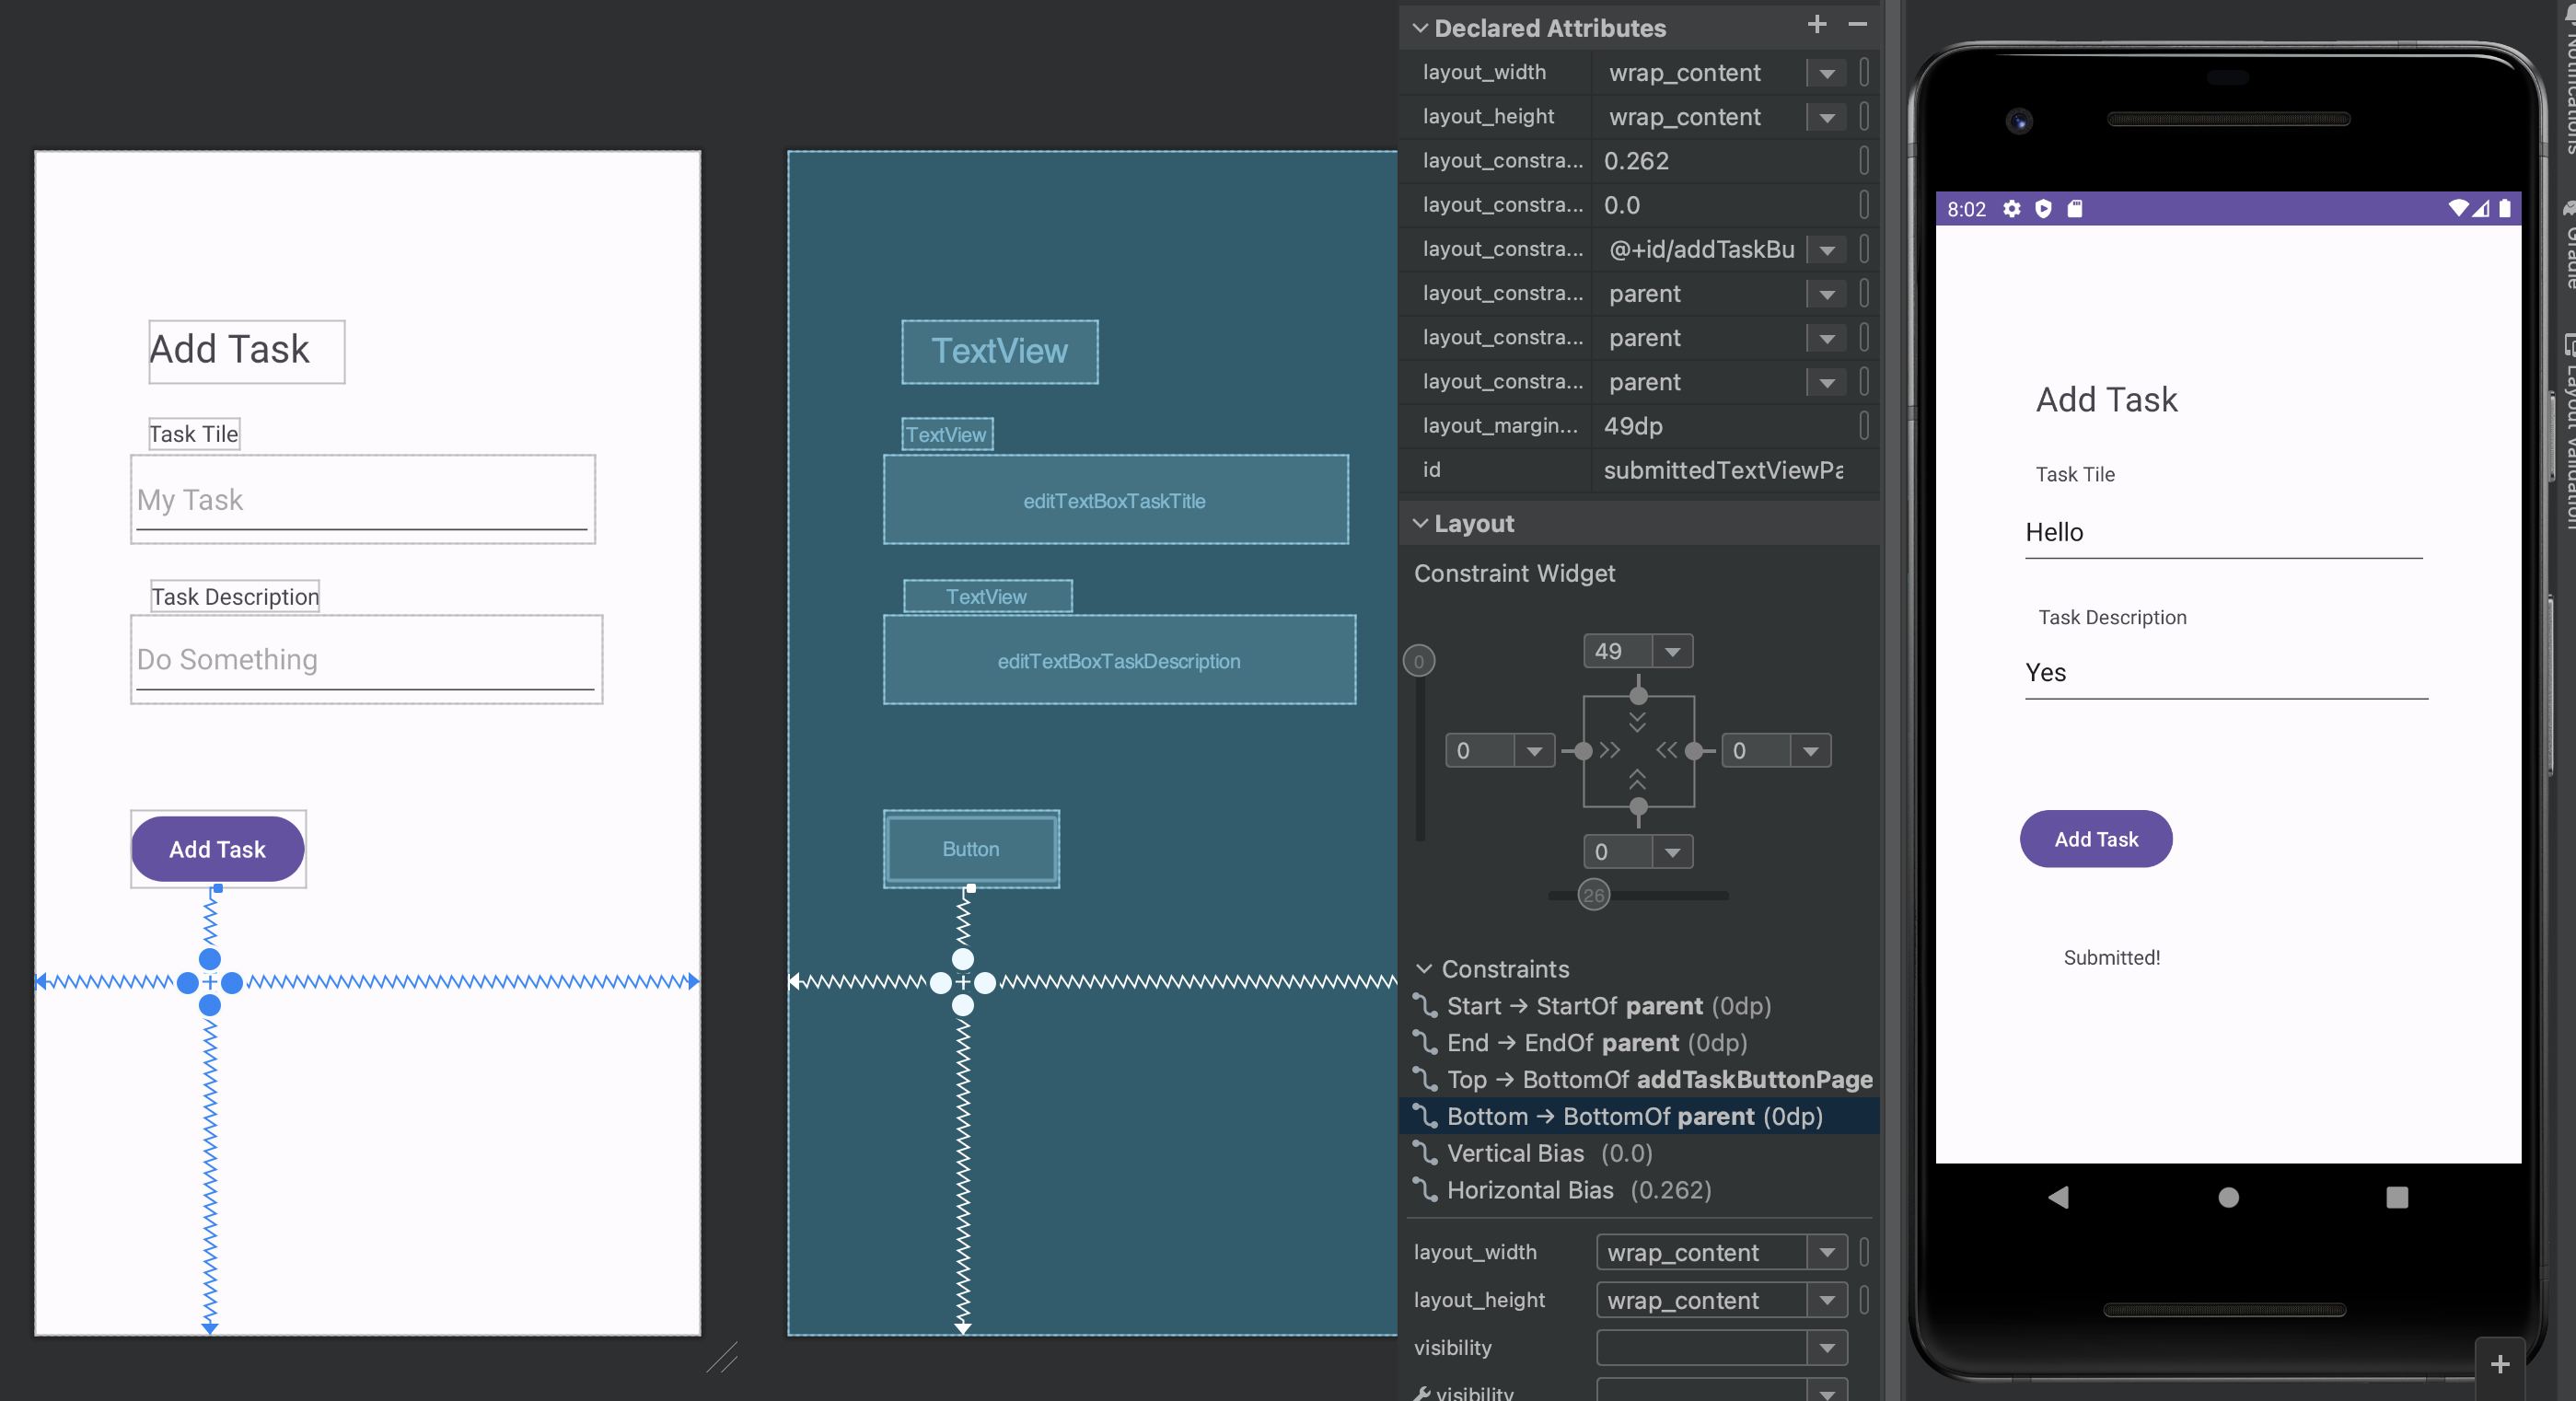 Add Task
Task Tile
My Task
Task Description
Do Something
Add Task
TextView
TextView
editTextBoxTaskTitle
TextView
editTextBoxTaskDescription
Button
Declared Attributes
layout_width wrap_content
layout_height wrap_content
layout_constra... 0.262
layout_constra... 0.0
layout_constra... @+id/addTaskBu
layout_constra... parent
layout_constra... parent
layout_constra... parent
layout_margin... 49dp
id submittedTextViewPa
Layout
Constraint Widget
0
49
0
0
0
26
Constraints
Start → StartOf parent (0dp)
End → EndOf parent (0dp)
Top → BottomOf addTaskButtonPage
Bottom → BottomOf parent (0dp)
Vertical Bias (0.0)
Horizontal Bias (0.262)
layout_width wrap_content
layout_height wrap_content
visibility
visibility
8:02
Add Task
Task Tile
Hello
Task Description
Yes
Add Task
Submitted!
Notifications
Gradle
Layout Validation